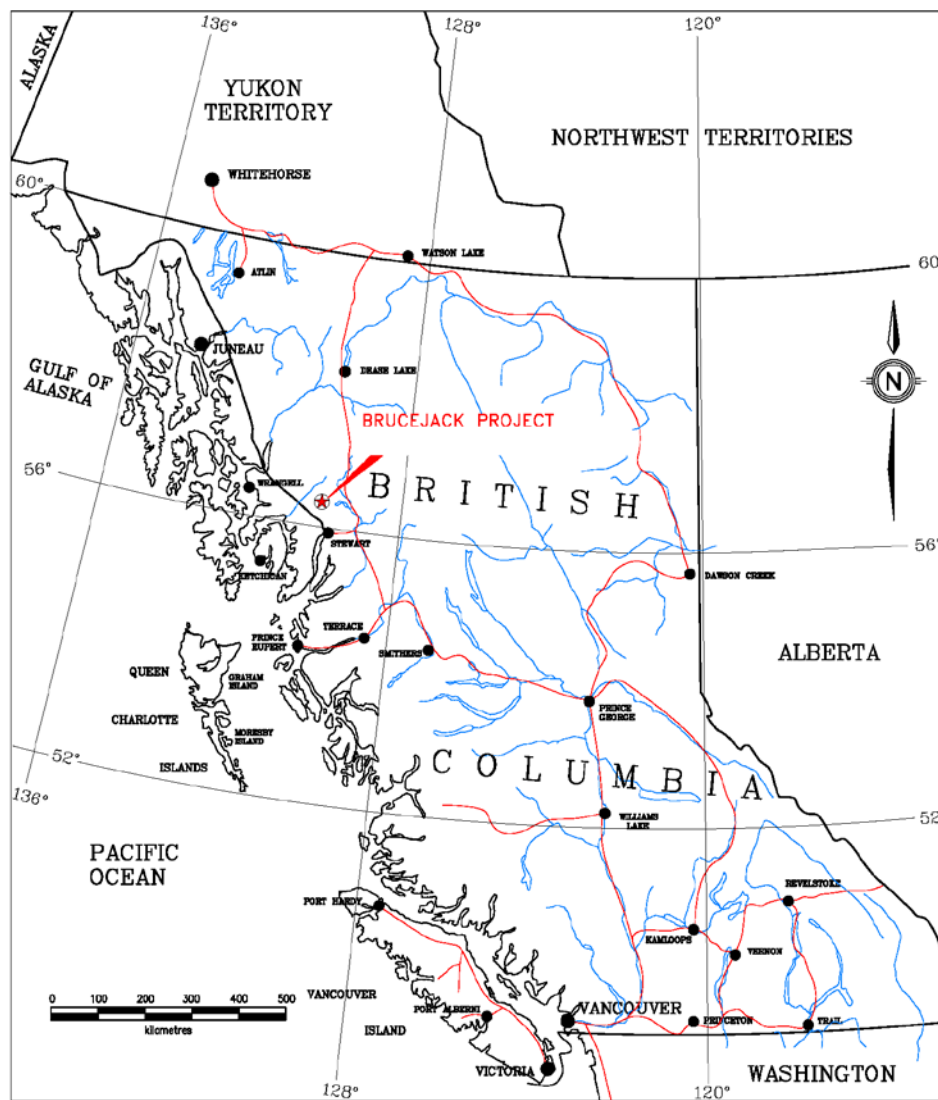 136°
128°
120°
ALASKA
YUKON
TERRITORY
NORTHWEST TERRITORIES
WHITEHORSE
60°
WATSON LAKE
60
ATLIN
JUNEAU
GULF OF
ALASKA
DEASE LAKE
N
BRUCEJACK PROJECT
56°
WRANGELL
BRITISH
STEWART
56°
KETCHICAN
DAWSON CREEK
TERRACE
PRINCE
RUPERT
SMITHERS
ALBERTA
QUEEN
GRAHAM
ISLAND
PRINCE
GEORGE
CHARLOTTE
MORESBY
ISLAND
52°
ISLANDS
COLUMBIA
136°
WILLIAMS
LAKE
52
PACIFIC
OCEAN
REVELSTOKE
PORT HARDY
KAMLOOPS
VERNON
0 100 200 300 400 500
kilometres
VANCOUVER
ISLAND
PORT ALBERNI
VANCOUVER
PRINCETON
TRAIL
VICTORIA
WASHINGTON
128°
120°